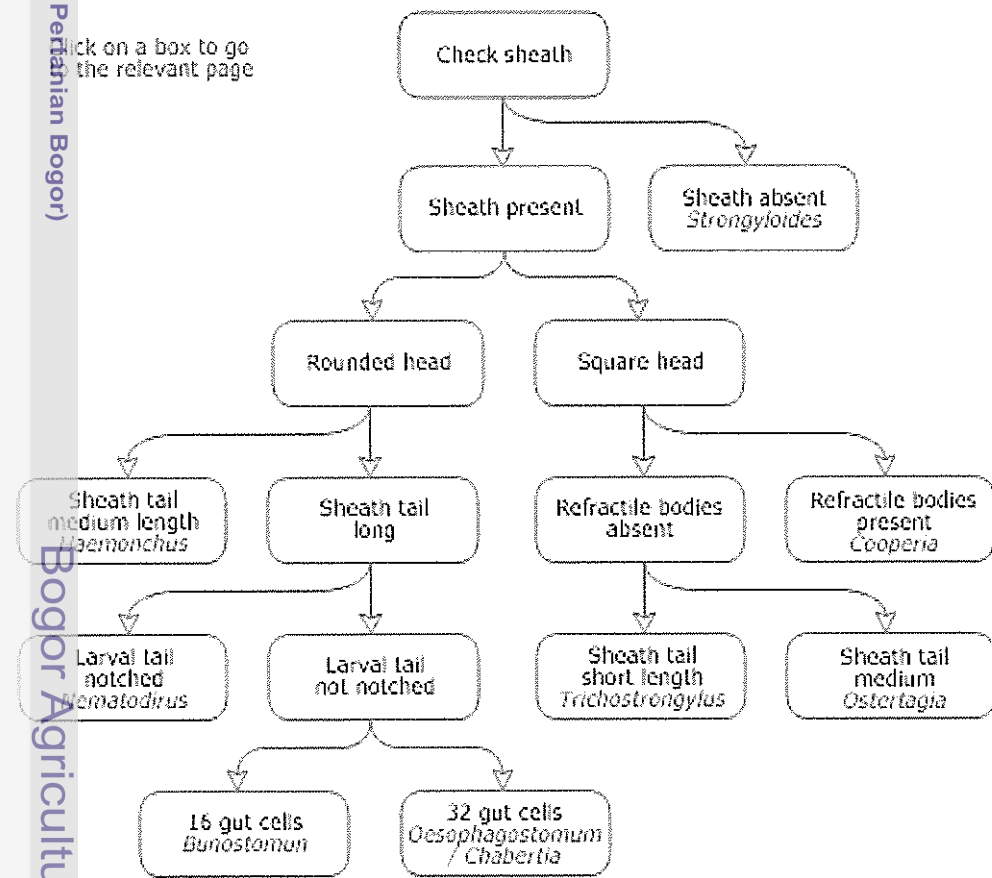 Click on a box to go
to the relevant page
Check sheath
Sheath present
Sheath absent
Strongyloides
Rounded head
Square head
Sheath tail
medium length
Haemonchus
Sheath tail
long
Refractile bodies
absent
Refractile bodies
present
Cooperia
Larval tail
notched
Nematodirus
Larval tail
not notched
Sheath tail
short length
Trichostrongylus
Sheath tail
medium
Ostertagia
16 gut cells
Bunostomun
32 gut cells
Oesophagostomum
/ Chabertia
Pertanian Bogor)
Bogor Agricultu